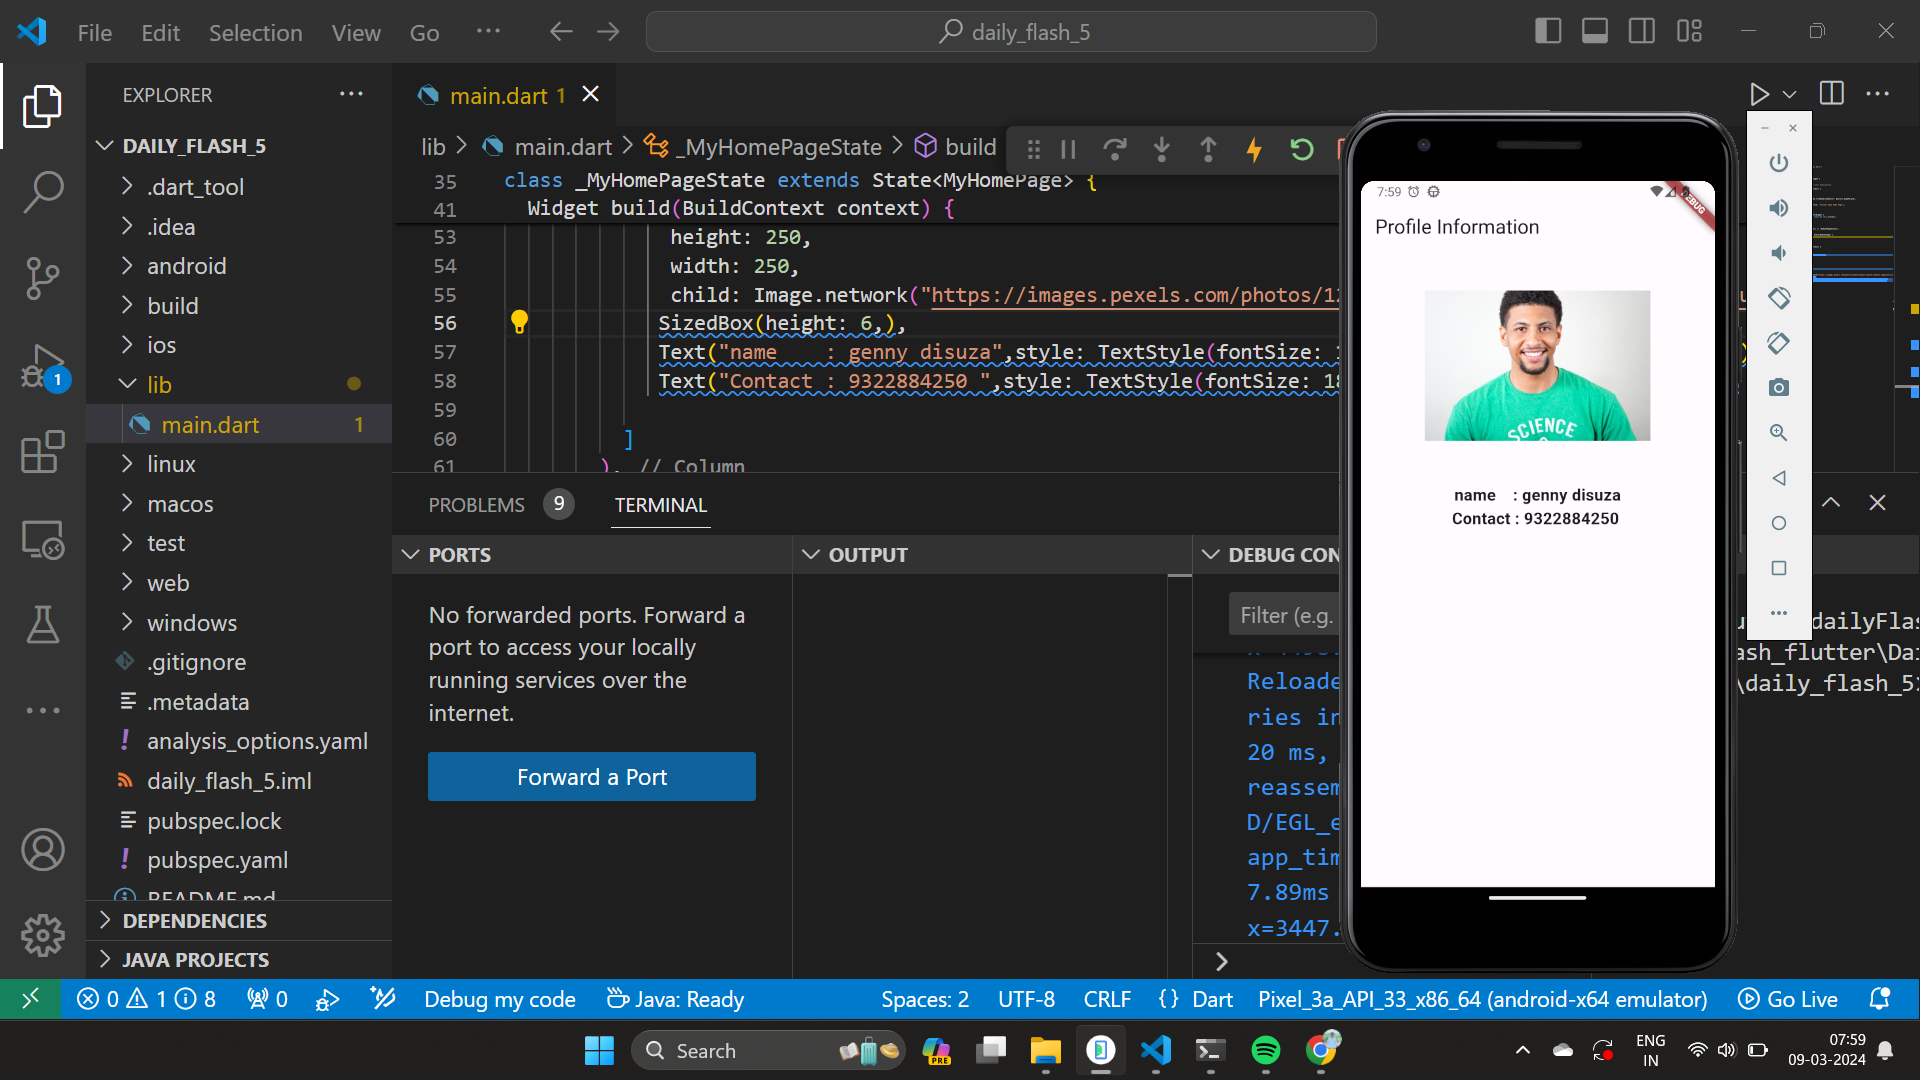 File Edit Selection View Go ··· daily_flash_5
EXPLORER
DAILY_FLASH_5
.dart_tool
.idea
android
build
ios
lib
main.dart 1
linux
macos
test
web
windows
.gitignore
.metadata
analysis_options.yaml
daily_flash_5.iml
pubspec.lock
pubspec.yaml
README.md
DEPENDENCIES
JAVA PROJECTS
1
main.dart 1
lib > main.dart > _MyHomePageState > build
35 class _MyHomePageState extends State<MyHomePage> {
41 Widget build(BuildContext context) {
53 height: 250,
54 width: 250,
55 child: Image.network("https://images.pexels.com/photos/12
56 SizedBox(height: 6,),
57 Text("name    : genny disuza",style: TextStyle(fontSize:
58 Text("Contact : 9322884250 ",style: TextStyle(fontSize: 18
59
60 ]
61 ), // Column
PROBLEMS 9 TERMINAL
PORTS
No forwarded ports. Forward a
port to access your locally
running services over the
internet.
Forward a Port
OUTPUT
DEBUG CON
Filter (e.g.
Reloade
ries in
20 ms,
reassem
D/EGL_e
app_tim
7.89ms
x=3447.
dailyFlas
ash_flutter\Dai
\daily_flash_5>
7:59
DEBUG
Profile Information
SCIENCE
name    : genny disuza
Contact : 9322884250
0 1 8 0 Debug my code Java: Ready Spaces: 2 UTF-8 CRLF {} Dart Pixel_3a_API_33_x86_64 (android-x64 emulator) Go Live
Search
PRE
ENG
IN
07:59
09-03-2024